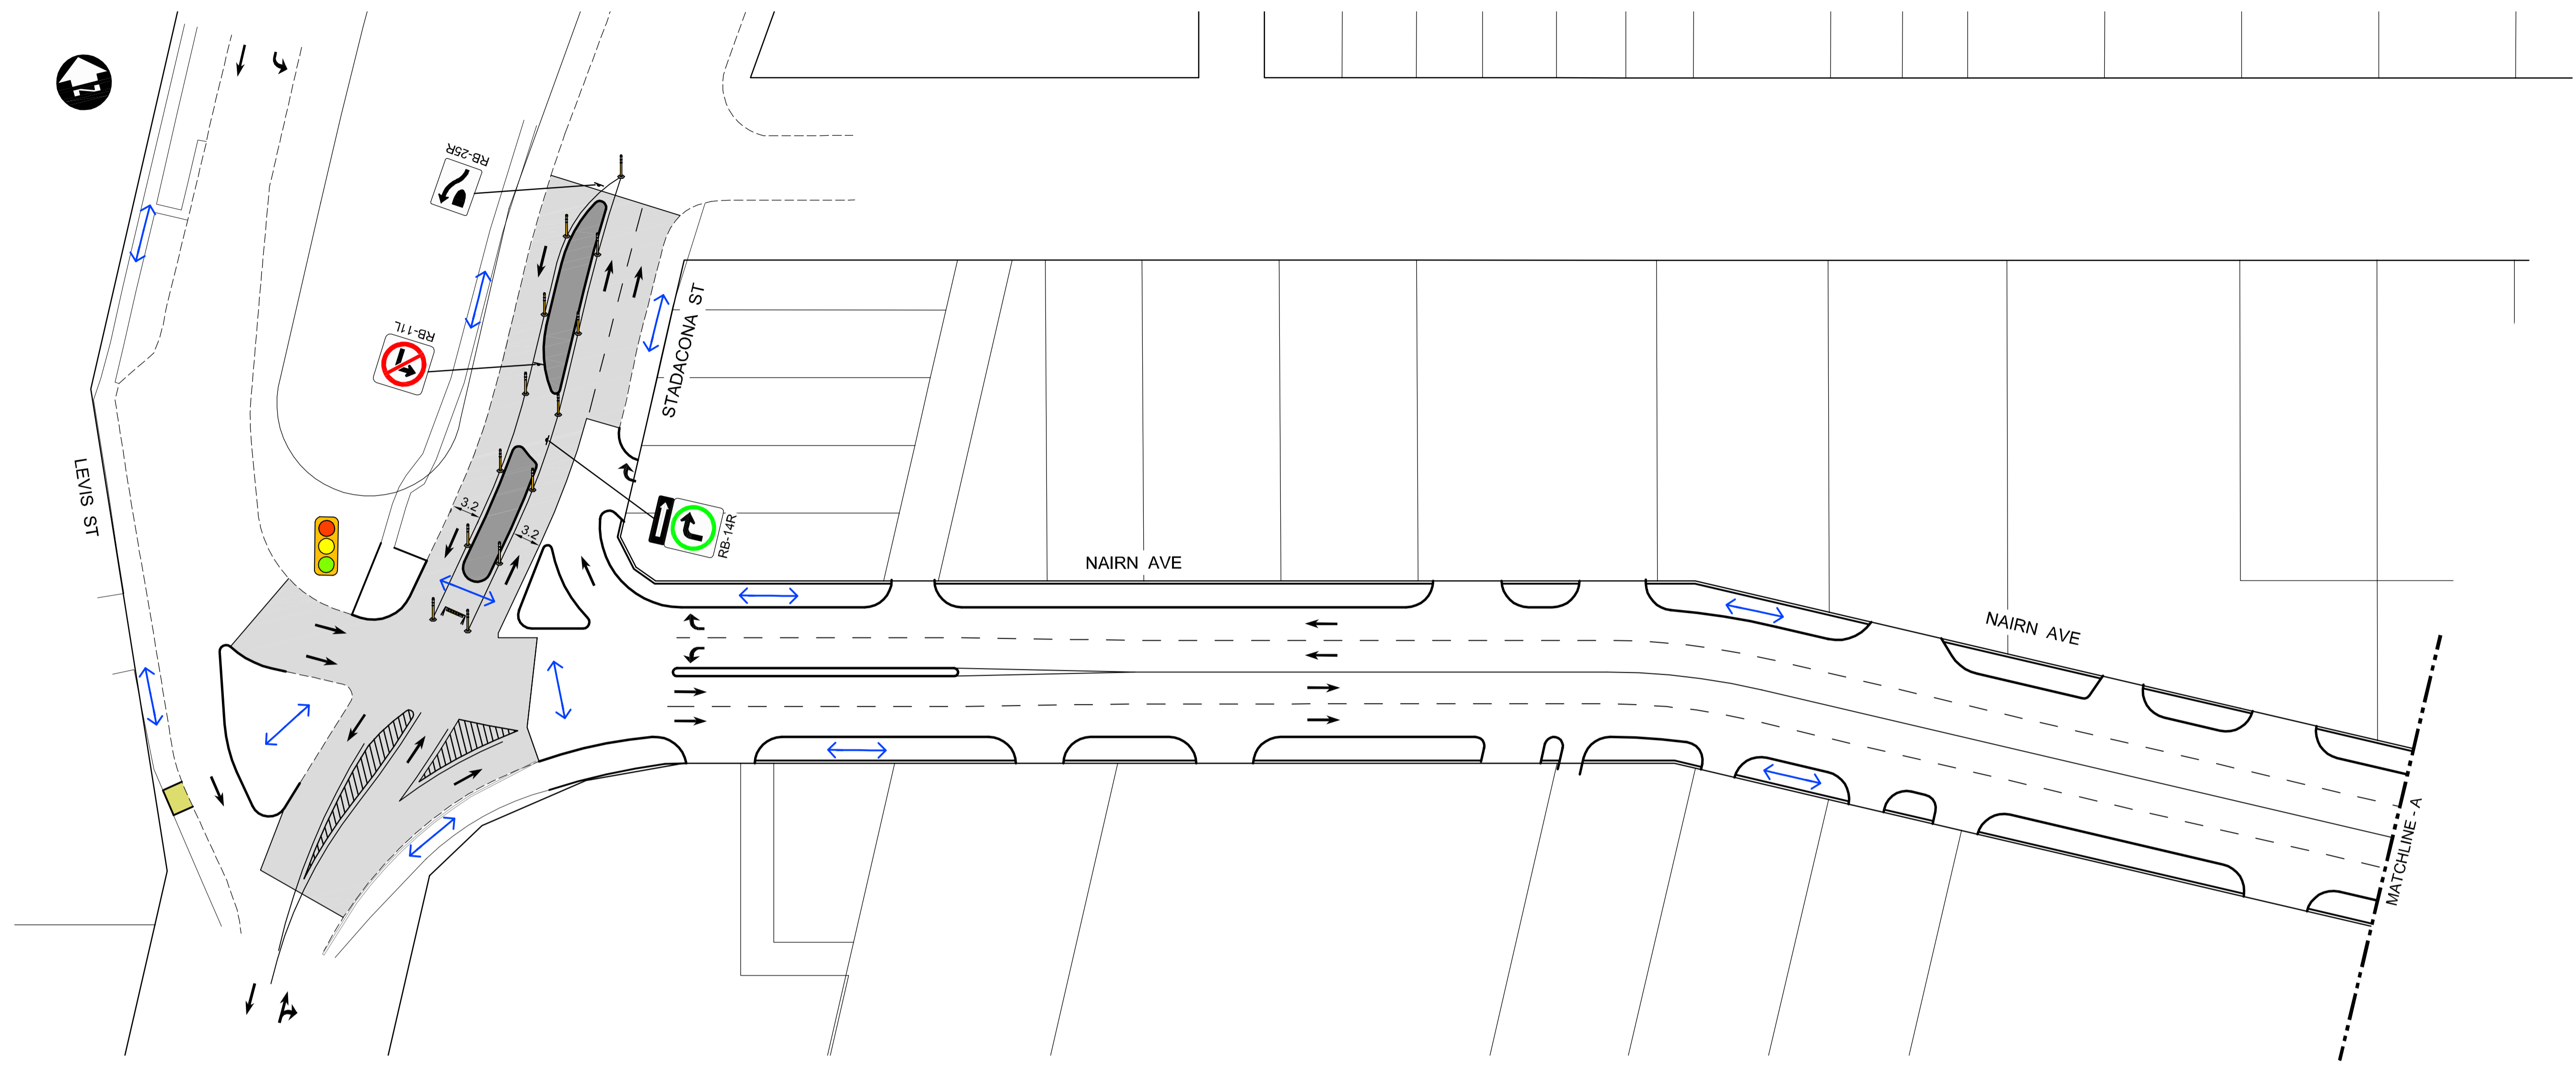 N
RB-25R
RB-11L
STADACONA ST
LEVIS ST
3.2
3.2
RB-14R
NAIRN AVE
NAIRN AVE
MATCHLINE - A